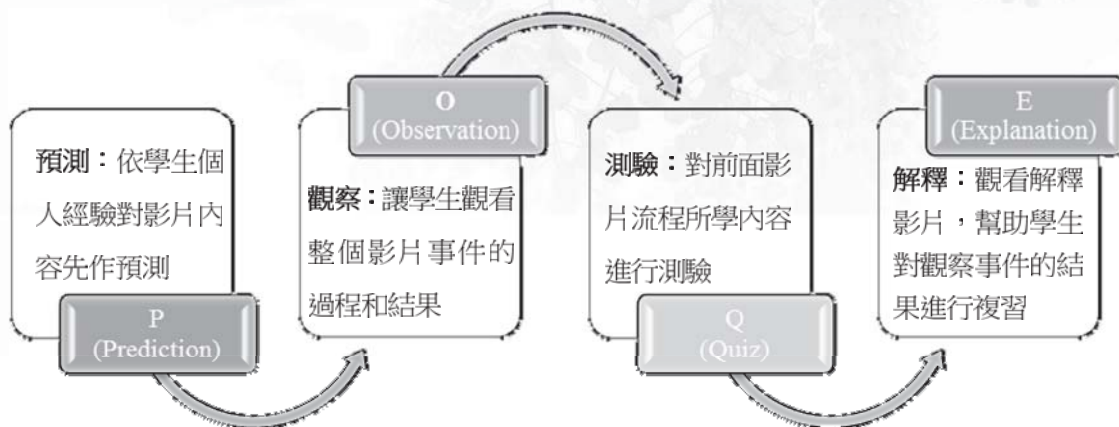 預測：依學生個
人經驗對影片內
容先作預測
P
(Prediction)
O
(Observation)
觀察：讓學生觀看
整個影片事件的
過程和結果
測驗：對前面影
片流程所學內容
進行測驗
Q
(Quiz)
E
(Explanation)
解釋：觀看解釋
影片，幫助學生
對觀察事件的結
果進行複習